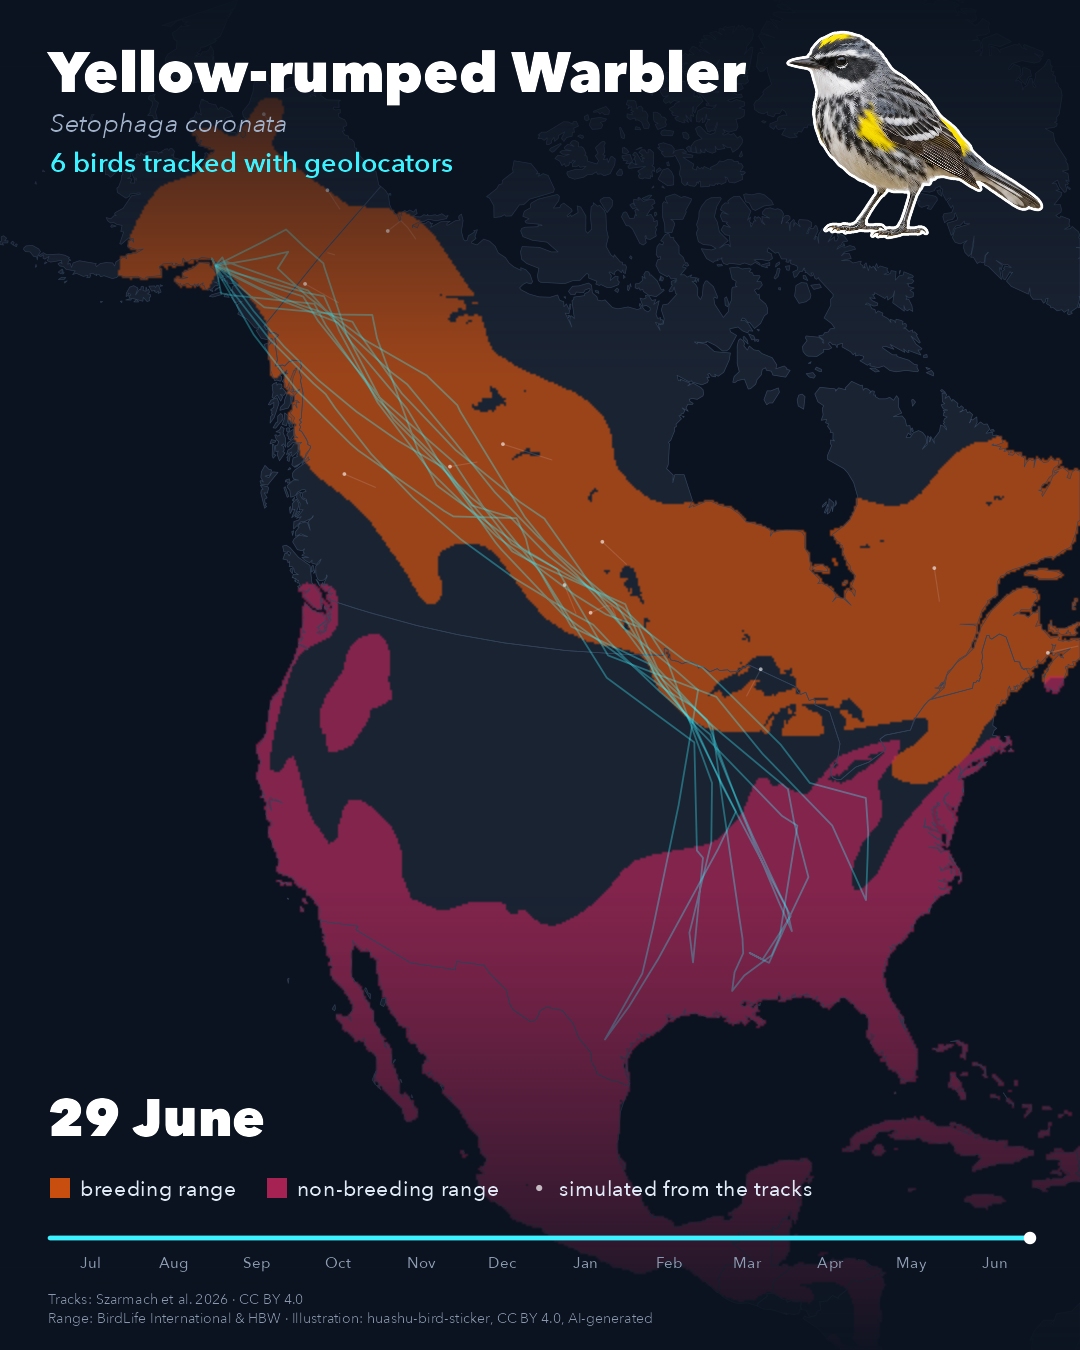 Yellow-rumped Warbler
Setophaga coronata
6 birds tracked with geolocators
29 June
breeding range non-breeding range simulated from the tracks
Jul Aug Sep Oct Nov Dec Jan Feb Mar Apr May Jun
Tracks: Szarmach et al. 2026 · CC BY 4.0
Range: BirdLife International & HBW · Illustration: huashu-bird-sticker, CC BY 4.0, AI-generated